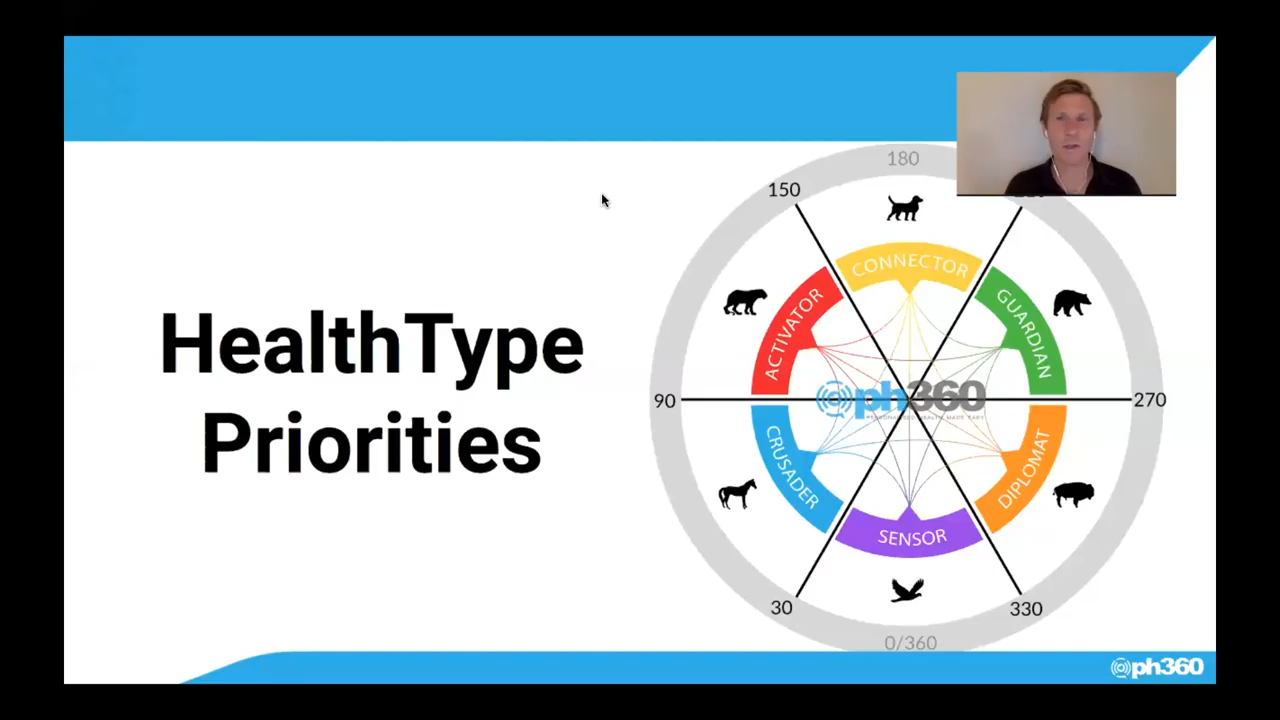 HealthType
Priorities
180
150
CONNECTOR
ACTIVATOR
GUARDIAN
90
ph360
270
CRUSADER
DIPLOMAT
SENSOR
30
330
0/360
ph360